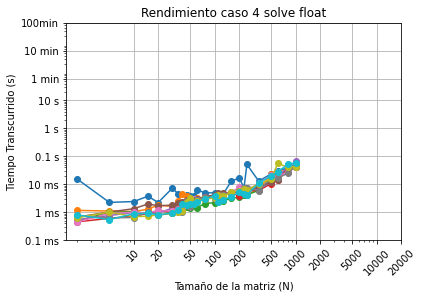 Rendimiento caso 4 solve float
100min
10 min
1 min
10 s
1 s
0.1 s
10 ms
1 ms
0.1 ms
Tiempo Transcurrido (s)
10
20
50
100
200
500
1000
2000
5000
10000
20000
Tamaño de la matriz (N)